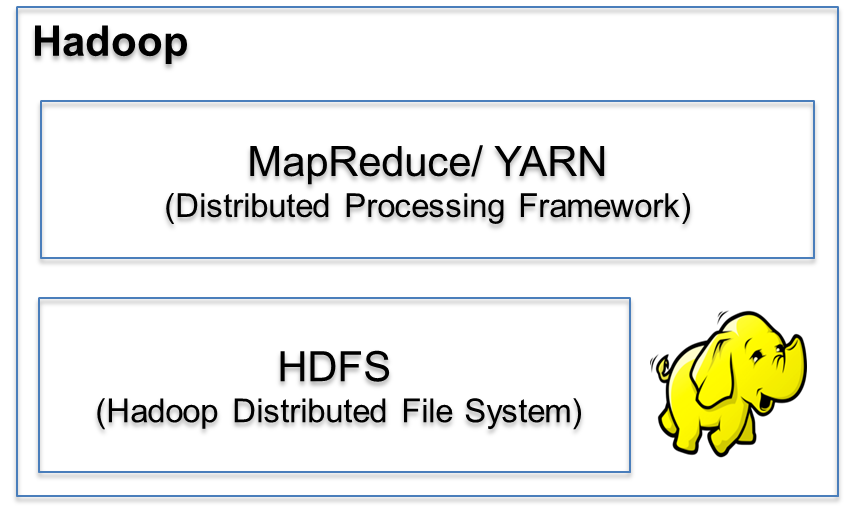 Hadoop
MapReduce/ YARN
(Distributed Processing Framework)
HDFS
(Hadoop Distributed File System)